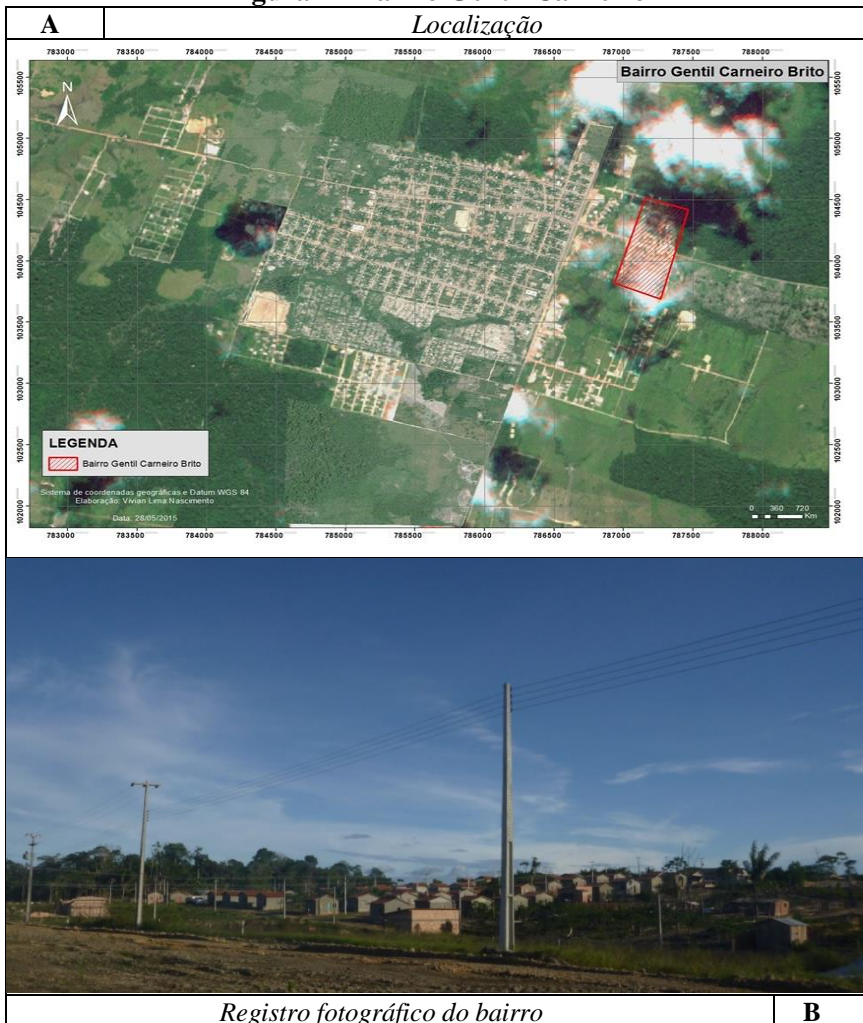 A
Localização
783000 783500 784000 784500 785000 785500 786000 786500 787000 787500 788000
Bairro Gentil Carneiro Brito
N
105500
105000
104500
104000
103500
103000
102500
102000
105500
105000
104500
104000
103500
103000
102500
102000
LEGENDA
Bairro Gentil Carneiro Brito
Sistema de coordenadas geográficas e Datum WGS 84
Elaboração: Vivian Lima Nascimento
Data: 28/05/2015
0 360 720
Km
783000 783500 784000 784500 785000 785500 786000 786500 787000 787500 788000
Registro fotográfico do bairro
B